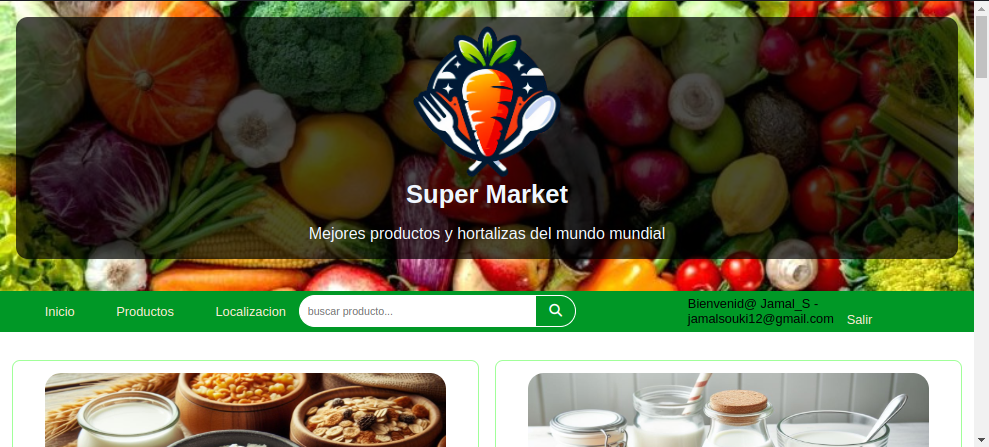 Super Market
Mejores productos y hortalizas del mundo mundial
Inicio
Productos
Localizacion
buscar producto...
Bienvenid@ Jamal_S -
jamalsouki12@gmail.com
Salir